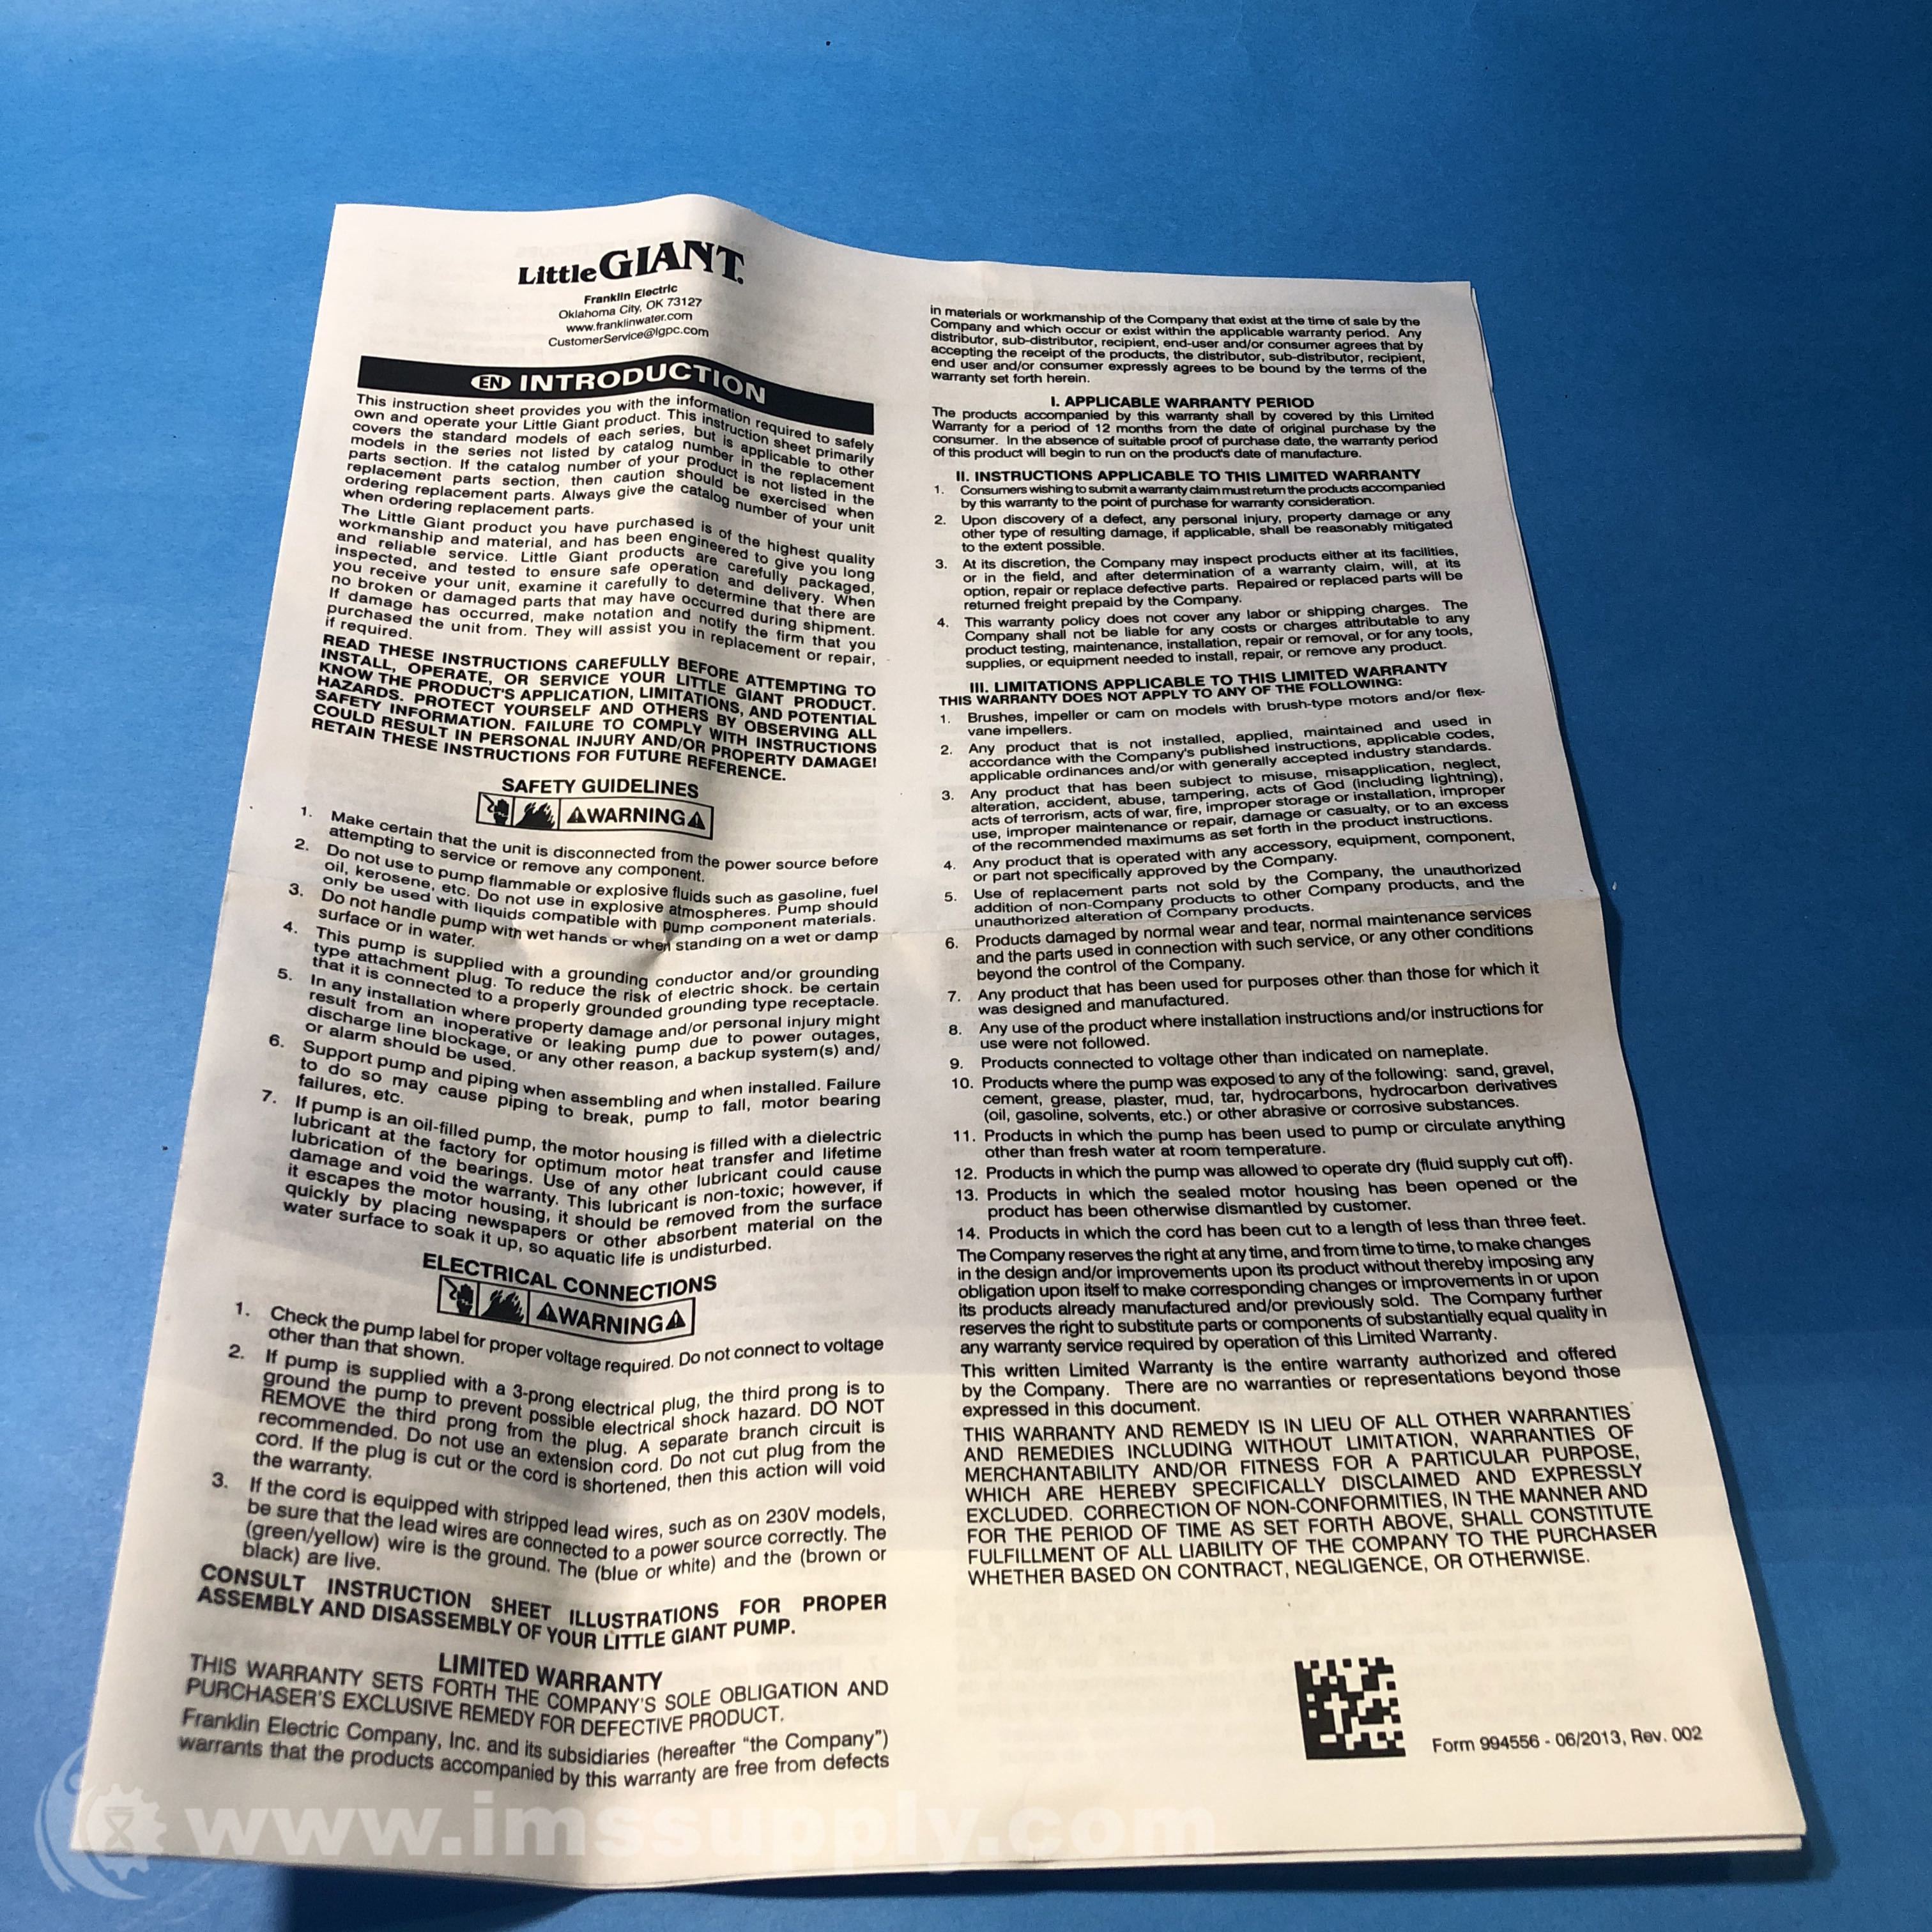 Little GIANT.
Franklin Electric
Oklahoma City, OK 73127
www.franklinwater.com
CustomerService@lgpc.com
EN INTRODUCTION
This instruction sheet provides you with the information required to safely
own and operate your Little Giant product. This instruction sheet primarily
covers the standard models of each series, but is applicable to other
models in the series not listed by catalog number in the replacement
parts section. If the catalog number of your product is not listed in the
replacement parts section, then caution should be exercised when
ordering replacement parts. Always give the catalog number of your unit
when ordering replacement parts.
The Little Giant product you have purchased is of the highest quality
workmanship and material, and has been engineered to give you long
and reliable service. Little Giant products are carefully packaged,
inspected, and tested to ensure safe operation and delivery. When
you receive your unit, examine it carefully to determine that there are
no broken or damaged parts that may have occurred during shipment.
If damage has occurred, make notation and notify the firm that you
purchased the unit from. They will assist you in replacement or repair,
if required.
READ THESE INSTRUCTIONS CAREFULLY BEFORE ATTEMPTING TO
INSTALL, OPERATE, OR SERVICE YOUR LITTLE GIANT PRODUCT.
KNOW THE PRODUCT'S APPLICATION, LIMITATIONS, AND POTENTIAL
HAZARDS. PROTECT YOURSELF AND OTHERS BY OBSERVING ALL
SAFETY INFORMATION. FAILURE TO COMPLY WITH INSTRUCTIONS
COULD RESULT IN PERSONAL INJURY AND/OR PROPERTY DAMAGE!
RETAIN THESE INSTRUCTIONS FOR FUTURE REFERENCE.
SAFETY GUIDELINES
WARNING
1. Make certain that the unit is disconnected from the power source before
attempting to service or remove any component.
2. Do not use to pump flammable or explosive fluids such as gasoline, fuel
oil, kerosene, etc. Do not use in explosive atmospheres. Pump should
only be used with liquids compatible with pump component materials.
3. Do not handle pump with wet hands or when standing on a wet or damp
surface or in water.
4. This pump is supplied with a grounding conductor and/or grounding
type attachment plug. To reduce the risk of electric shock. be certain
that it is connected to a properly grounded grounding type receptacle.
5. In any installation where property damage and/or personal injury might
result from an inoperative or leaking pump due to power outages,
discharge line blockage, or any other reason, a backup system(s) and/
or alarm should be used.
6. Support pump and piping when assembling and when installed. Failure
to do so may cause piping to break, pump to fall, motor bearing
failures, etc.
7. If pump is an oil-filled pump, the motor housing is filled with a dielectric
lubricant at the factory for optimum motor heat transfer and lifetime
lubrication of the bearings. Use of any other lubricant could cause
damage and void the warranty. This lubricant is non-toxic; however, if
it escapes the motor housing, it should be removed from the surface
quickly by placing newspapers or other absorbent material on the
water surface to soak it up, so aquatic life is undisturbed.
ELECTRICAL CONNECTIONS
WARNING
1. Check the pump label for proper voltage required. Do not connect to voltage
other than that shown.
2. If pump is supplied with a 3-prong electrical plug, the third prong is to
ground the pump to prevent possible electrical shock hazard. DO NOT
REMOVE the third prong from the plug. A separate branch circuit is
recommended. Do not use an extension cord. Do not cut plug from the
cord. If the plug is cut or the cord is shortened, then this action will void
the warranty.
3. If the cord is equipped with stripped lead wires, such as on 230V models,
be sure that the lead wires are connected to a power source correctly. The
(green/yellow) wire is the ground. The (blue or white) and the (brown or
black) are live.
CONSULT INSTRUCTION SHEET ILLUSTRATIONS FOR PROPER
ASSEMBLY AND DISASSEMBLY OF YOUR LITTLE GIANT PUMP.
LIMITED WARRANTY
THIS WARRANTY SETS FORTH THE COMPANY'S SOLE OBLIGATION AND
PURCHASER'S EXCLUSIVE REMEDY FOR DEFECTIVE PRODUCT.
Franklin Electric Company, Inc. and its subsidiaries (hereafter "the Company")
warrants that the products accompanied by this warranty are free from defects
in materials or workmanship of the Company that exist at the time of sale by the
Company and which occur or exist within the applicable warranty period. Any
distributor, sub-distributor, recipient, end-user and/or consumer agrees that by
accepting the receipt of the products, the distributor, sub-distributor, recipient,
end user and/or consumer expressly agrees to be bound by the terms of the
warranty set forth herein.
I. APPLICABLE WARRANTY PERIOD
The products accompanied by this warranty shall by covered by this Limited
Warranty for a period of 12 months from the date of original purchase by the
consumer. In the absence of suitable proof of purchase date, the warranty period
of this product will begin to run on the product's date of manufacture.
II. INSTRUCTIONS APPLICABLE TO THIS LIMITED WARRANTY
1. Consumers wishing to submit a warranty claim must return the products accompanied
by this warranty to the point of purchase for warranty consideration.
2. Upon discovery of a defect, any personal injury, property damage or any
other type of resulting damage, if applicable, shall be reasonably mitigated
to the extent possible.
3. At its discretion, the Company may inspect products either at its facilities,
or in the field, and after determination of a warranty claim, will, at its
option, repair or replace defective parts. Repaired or replaced parts will be
returned freight prepaid by the Company.
4. This warranty policy does not cover any labor or shipping charges. The
Company shall not be liable for any costs or charges attributable to any
product testing, maintenance, installation, repair or removal, or for any tools,
supplies, or equipment needed to install, repair, or remove any product.
III. LIMITATIONS APPLICABLE TO THIS LIMITED WARRANTY
THIS WARRANTY DOES NOT APPLY TO ANY OF THE FOLLOWING:
1. Brushes, impeller or cam on models with brush-type motors and/or flex-
vane impellers.
2. Any product that is not installed, applied, maintained and used in
accordance with the Company's published instructions, applicable codes,
applicable ordinances and/or with generally accepted industry standards.
3. Any product that has been subject to misuse, misapplication, neglect,
alteration, accident, abuse, tampering, acts of God (including lightning),
acts of terrorism, acts of war, fire, improper storage or installation, improper
use, improper maintenance or repair, damage or casualty, or to an excess
of the recommended maximums as set forth in the product instructions.
4. Any product that is operated with any accessory, equipment, component,
or part not specifically approved by the Company.
5. Use of replacement parts not sold by the Company, the unauthorized
addition of non-Company products to other Company products, and the
unauthorized alteration of Company products.
6. Products damaged by normal wear and tear, normal maintenance services
and the parts used in connection with such service, or any other conditions
beyond the control of the Company.
7. Any product that has been used for purposes other than those for which it
was designed and manufactured.
8. Any use of the product where installation instructions and/or instructions for
use were not followed.
9. Products connected to voltage other than indicated on nameplate.
10. Products where the pump was exposed to any of the following: sand, gravel,
cement, grease, plaster, mud, tar, hydrocarbons, hydrocarbon derivatives
(oil, gasoline, solvents, etc.) or other abrasive or corrosive substances.
11. Products in which the pump has been used to pump or circulate anything
other than fresh water at room temperature.
12. Products in which the pump was allowed to operate dry (fluid supply cut off).
13. Products in which the sealed motor housing has been opened or the
product has been otherwise dismantled by customer.
14. Products in which the cord has been cut to a length of less than three feet.
The Company reserves the right at any time, and from time to time, to make changes
in the design and/or improvements upon its product without thereby imposing any
obligation upon itself to make corresponding changes or improvements in or upon
its products already manufactured and/or previously sold. The Company further
reserves the right to substitute parts or components of substantially equal quality in
any warranty service required by operation of this Limited Warranty.
This written Limited Warranty is the entire warranty authorized and offered
by the Company. There are no warranties or representations beyond those
expressed in this document.
THIS WARRANTY AND REMEDY IS IN LIEU OF ALL OTHER WARRANTIES
AND REMEDIES INCLUDING WITHOUT LIMITATION, WARRANTIES OF
MERCHANTABILITY AND/OR FITNESS FOR A PARTICULAR PURPOSE,
WHICH ARE HEREBY SPECIFICALLY DISCLAIMED AND EXPRESSLY
EXCLUDED. CORRECTION OF NON-CONFORMITIES, IN THE MANNER AND
FOR THE PERIOD OF TIME AS SET FORTH ABOVE, SHALL CONSTITUTE
FULFILLMENT OF ALL LIABILITY OF THE COMPANY TO THE PURCHASER
WHETHER BASED ON CONTRACT, NEGLIGENCE, OR OTHERWISE.
Form 994556 - 06/2013, Rev. 002
www.imssupply.com